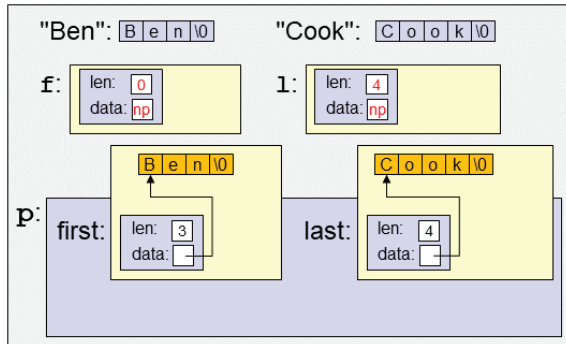 "Ben": B e n \0 "Cook": C o o k \0
f: len: 0 l: len: 4
data: np data: np
B e n \0 C o o k \0
p: first: len: 3 last: len: 4
data: data: